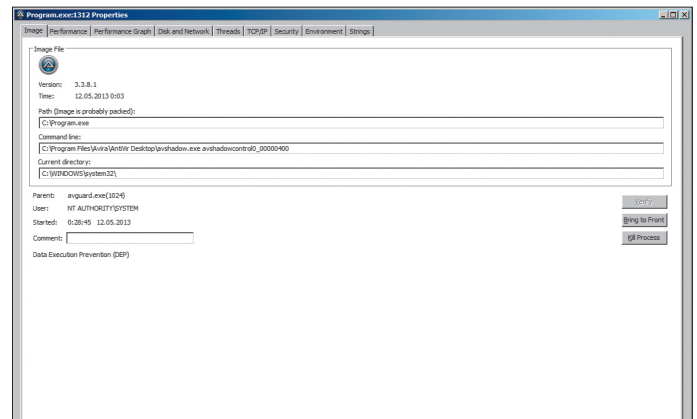 Program.exe:1312 Properties
Image Performance Performance Graph Disk and Network Threads TCP/IP Security Environment Strings
Image File
Version: 3.3.8.1
Time: 12.05.2013 0:03
Path (Image is probably packed):
C:\Program.exe
Command line:
C:\Program Files\Avira\AntiVir Desktop\avshadow.exe avshadowcontrol0_00000400
Current directory:
C:\WINDOWS\system32\
Parent: avguard.exe(1024)
Verify
User: NT AUTHORITY\SYSTEM
Started: 0:28:45 12.05.2013
Bring to Front
Comment:
Kill Process
Data Execution Prevention (DEP)